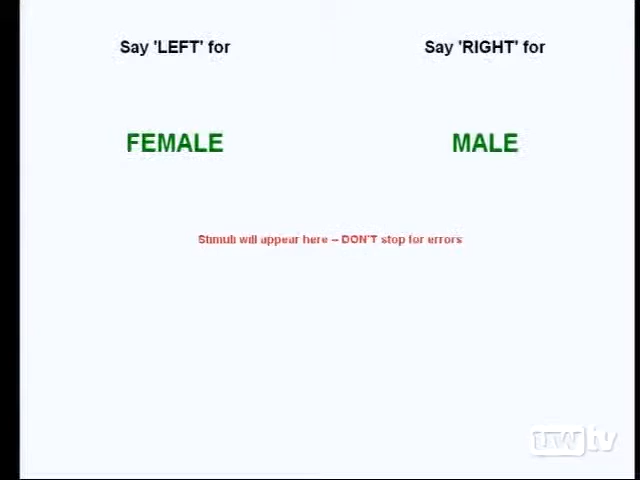 Say 'LEFT' for
Say 'RIGHT' for
FEMALE
MALE
Stimuli will appear here -- DON'T stop for errors
uwtv